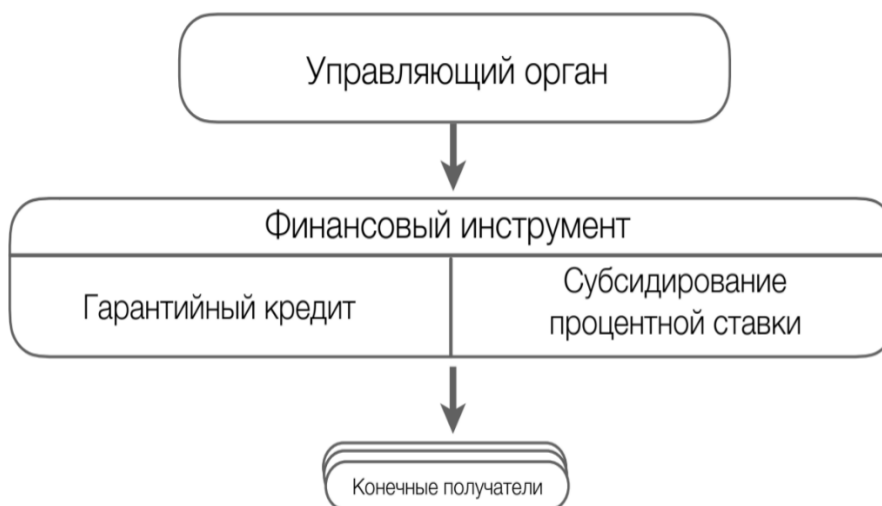 Управляющий орган
Финансовый инструмент
Гарантийный кредит
Субсидирование
процентной ставки
Конечные получатели